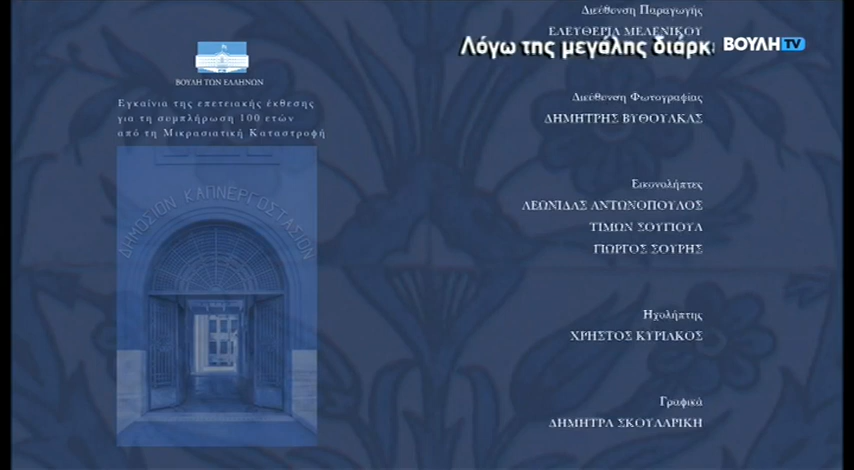 Διεύθυνση Παραγωγής
ΕΛΕΥΘΕΡΙΑ ΜΕΛΕΝΙΚΟΥ
Λόγω της μεγάλης διάρκ
ΒΟΥΛΗ TV
ΒΟΥΛΗ ΤΩΝ ΕΛΛΗΝΩΝ
Εγκαίνια της επετειακής έκθεσης
για τη συμπλήρωση 100 ετών
από τη Μικρασιατική Καταστροφή
ΔΗΜΟΣΙΟΝ ΚΑΠΝΕΡΓΟΣΤΑΣΙΟΝ
Διεύθυνση Φωτογραφίας
ΔΗΜΗΤΡΗΣ ΒΥΘΟΥΛΚΑΣ
Εικονολήπτες
ΛΕΩΝΙΔΑΣ ΑΝΤΩΝΟΠΟΥΛΟΣ
ΤΙΜΩΝ ΣΟΥΓΙΟΥΛ
ΓΙΩΡΓΟΣ ΣΟΥΡΗΣ
Ηχολήπτης
ΧΡΗΣΤΟΣ ΚΥΡΙΑΚΟΣ
Γραφικά
ΔΗΜΗΤΡΑ ΣΚΟΥΛΑΡΙΚΗ